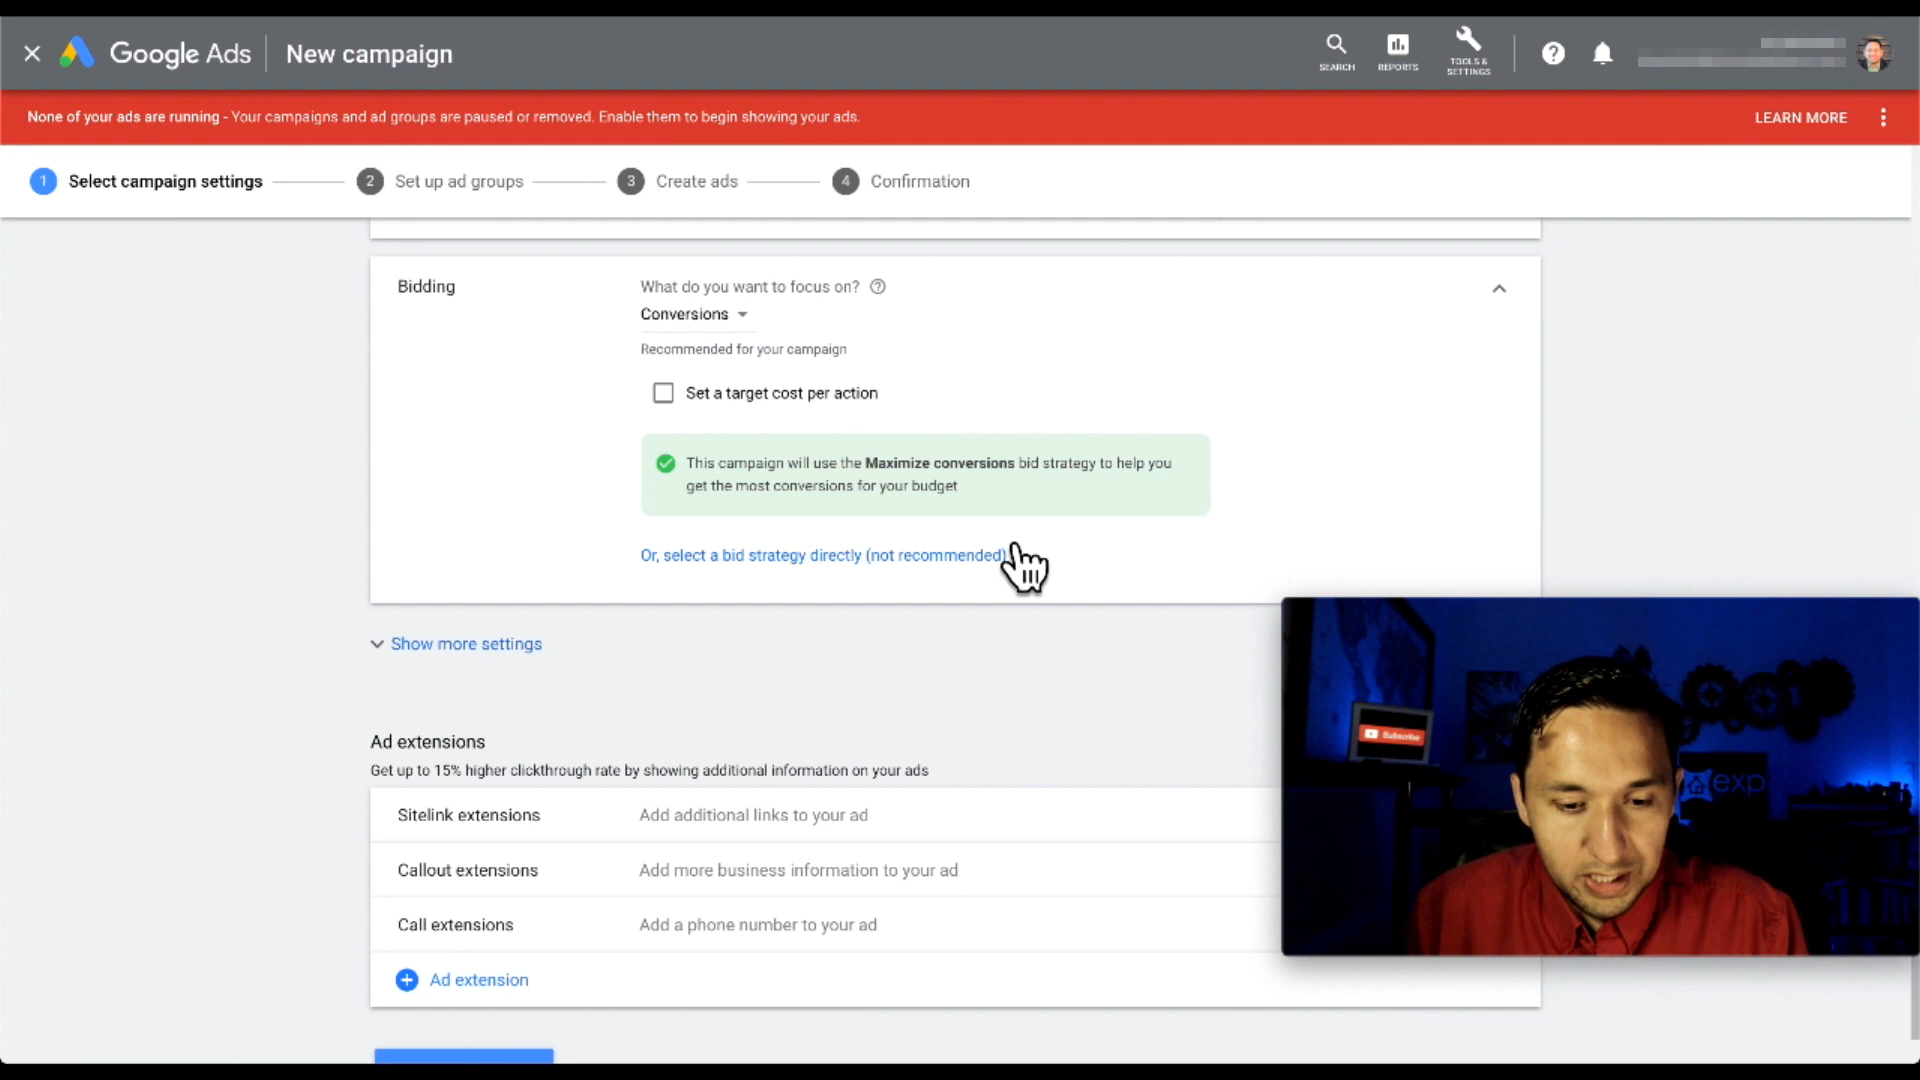 Google Ads New campaign
SEARCH
REPORTS
TOOLS &
SETTINGS
None of your ads are running - Your campaigns and ad groups are paused or removed. Enable them to begin showing your ads.
LEARN MORE
1 Select campaign settings
2 Set up ad groups
3 Create ads
4 Confirmation
Bidding
What do you want to focus on?
Conversions
Recommended for your campaign
Set a target cost per action
This campaign will use the Maximize conversions bid strategy to help you
get the most conversions for your budget
Or, select a bid strategy directly (not recommended)
Show more settings
Ad extensions
Get up to 15% higher clickthrough rate by showing additional information on your ads
Sitelink extensions Add additional links to your ad
Callout extensions Add more business information to your ad
Call extensions Add a phone number to your ad
Ad extension
Subscribe
exp